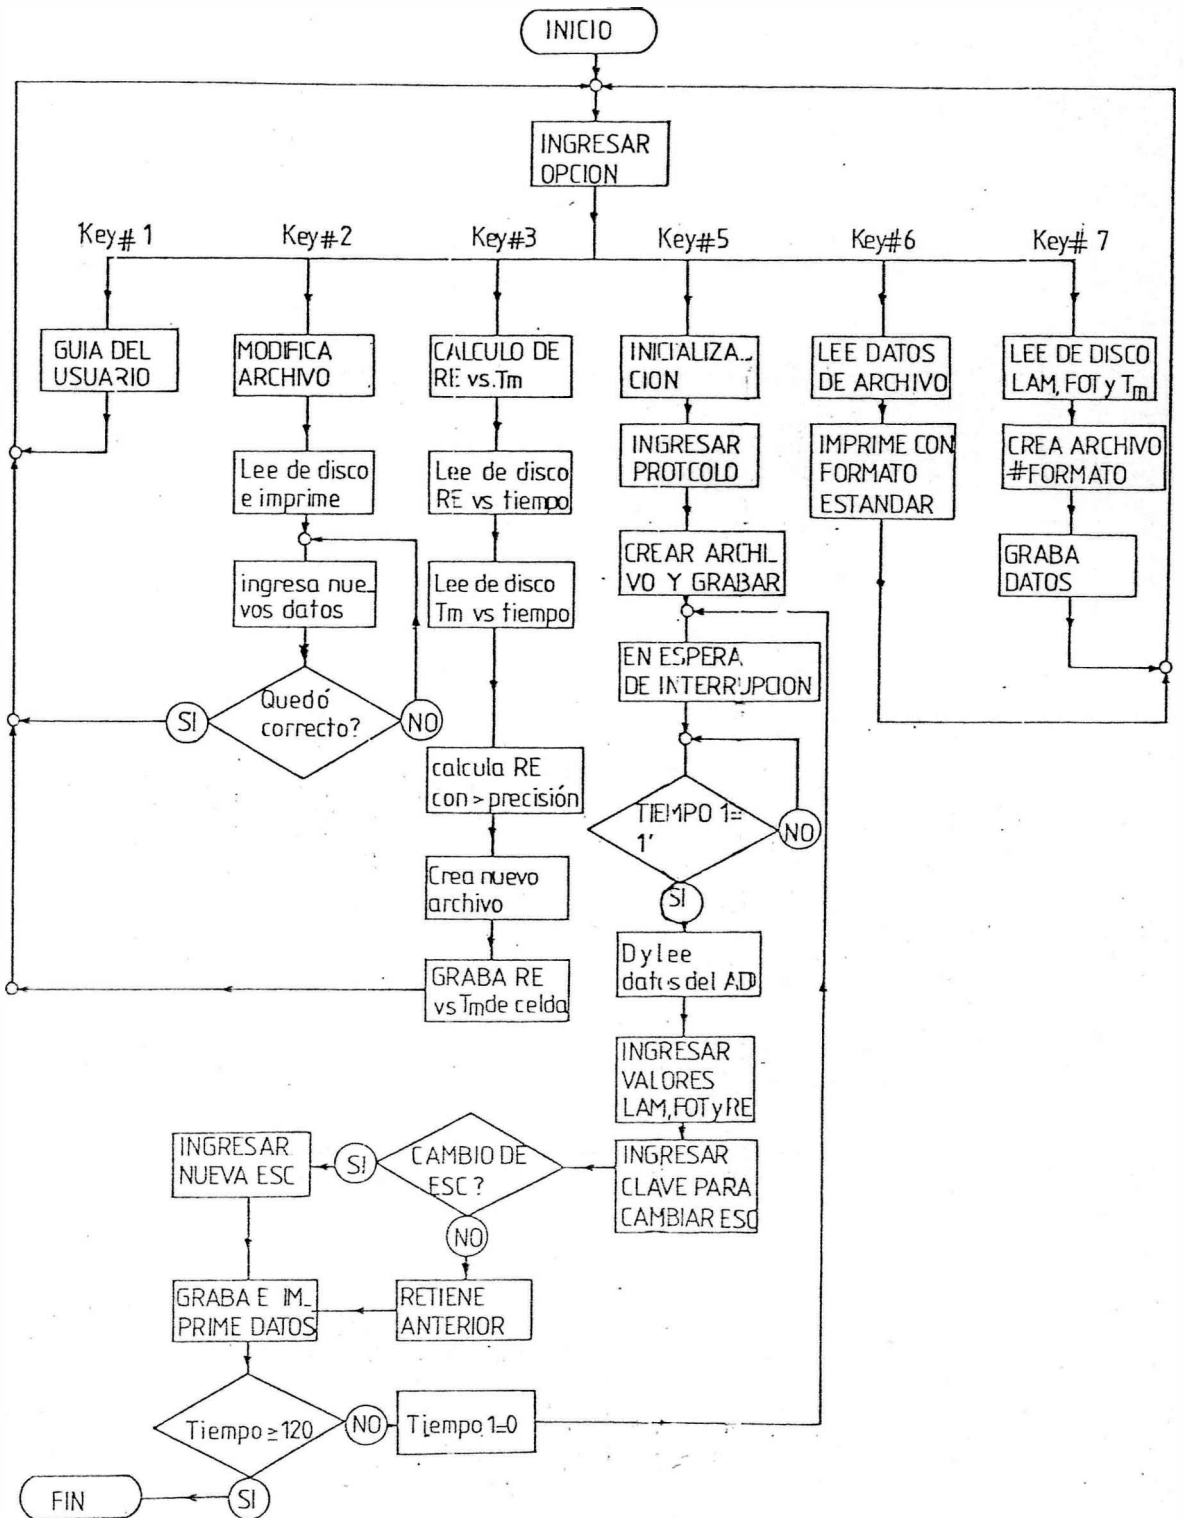 INICIO
INGRESAR
OPCION
Key# 1
Key#2
Key#3
Key#5
Key#6
Key# 7
GUIA DEL
USUARIO
MODIFICA
ARCHIVO
Lee de disco
e imprime
ingresa nue_
vos datos
Quedó
correcto?
SI
NO
CALCULO DE
RE vs.Tm
Lee de disco
RE vs tiempo
Lee de disco
Tm vs tiempo
calcula RE
con > precisión
Crea nuevo
archivo
GRABA RE
vs Tm de celda
INICIALIZA_
CION
INGRESAR
PROTCOLO
CREAR ARCHI_
VO Y GRABAR
EN ESPERA
DE INTERRUPCION
TIEMPO 1=
1'
NO
SI
D y lee
datos del AD
INGRESAR
VALORES
LAM, FOT y RE
INGRESAR
CLAVE PARA
CAMBIAR ESC
CAMBIO DE
ESC ?
SI
NO
INGRESAR
NUEVA ESC
RETIENE
ANTERIOR
GRABA E IM_
PRIME DATOS
Tiempo ≥ 120
NO
Tiempo 1=0
SI
FIN
LEE DATOS
DE ARCHIVO
IMPRIME CON
FORMATO
ESTANDAR
LEE DE DISCO
LAM, FOT y Tm
CREA ARCHIVO
#FORMATO
GRABA
DATOS